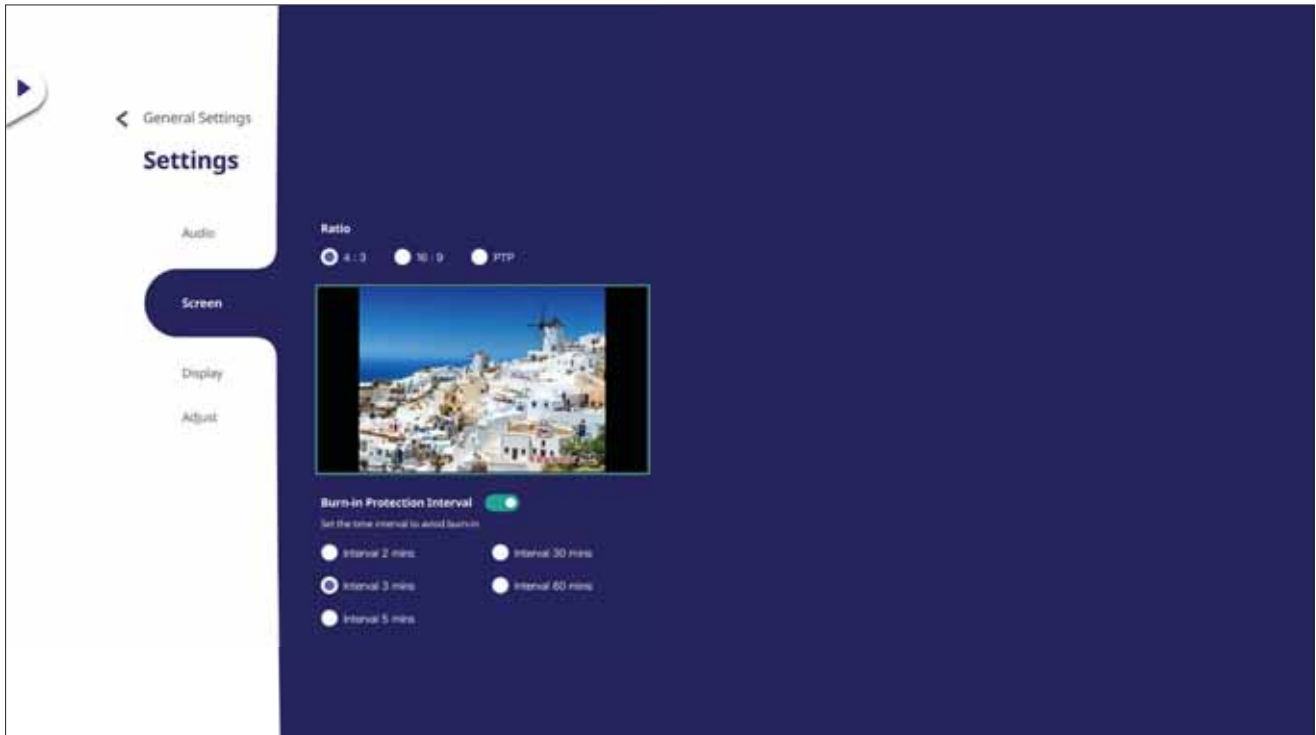 General Settings
Settings
Audio
Screen
Display
Adjust
Ratio
4 : 3
16 : 9
PTP
Burn-in Protection Interval
Set the time interval to avoid burn-in
Interval 2 mins
Interval 30 mins
Interval 3 mins
Interval 60 mins
Interval 5 mins